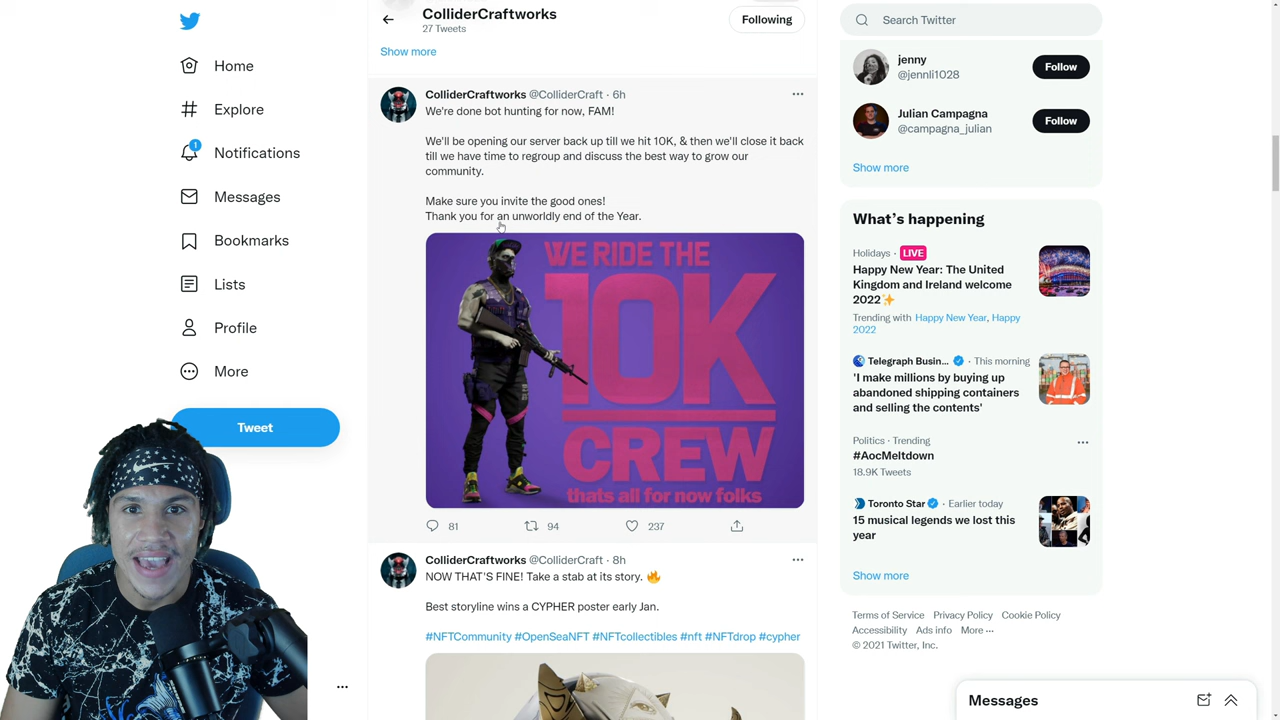 Home
Explore
1
Notifications
Messages
Bookmarks
Lists
Profile
More
Tweet
ColliderCraftworks
27 Tweets
Following
Show more
ColliderCraftworks @ColliderCraft · 6h
We're done bot hunting for now, FAM!
We'll be opening our server back up till we hit 10K, & then we'll close it back
till we have time to regroup and discuss the best way to grow our
community.
Make sure you invite the good ones!
Thank you for an unworldly end of the Year.
WE RIDE THE
10K
CREW
thats all for now folks
81
94
237
ColliderCraftworks @ColliderCraft · 8h
NOW THAT'S FINE! Take a stab at its story. 🔥
Best storyline wins a CYPHER poster early Jan.
#NFTCommunity #OpenSeaNFT #NFTcollectibles #nft #NFTdrop #cypher
Search Twitter
jenny
@jennli1028
Follow
Julian Campagna
@campagna_julian
Follow
Show more
What's happening
Holidays · LIVE
Happy New Year: The United
Kingdom and Ireland welcome
2022✨
Trending with Happy New Year, Happy
2022
Telegraph Busin... · This morning
'I make millions by buying up
abandoned shipping containers
and selling the contents'
Politics · Trending
#AocMeltdown
18.9K Tweets
Toronto Star · Earlier today
15 musical legends we lost this
year
Show more
Terms of Service Privacy Policy Cookie Policy
Accessibility Ads info More ···
© 2021 Twitter, Inc.
Messages